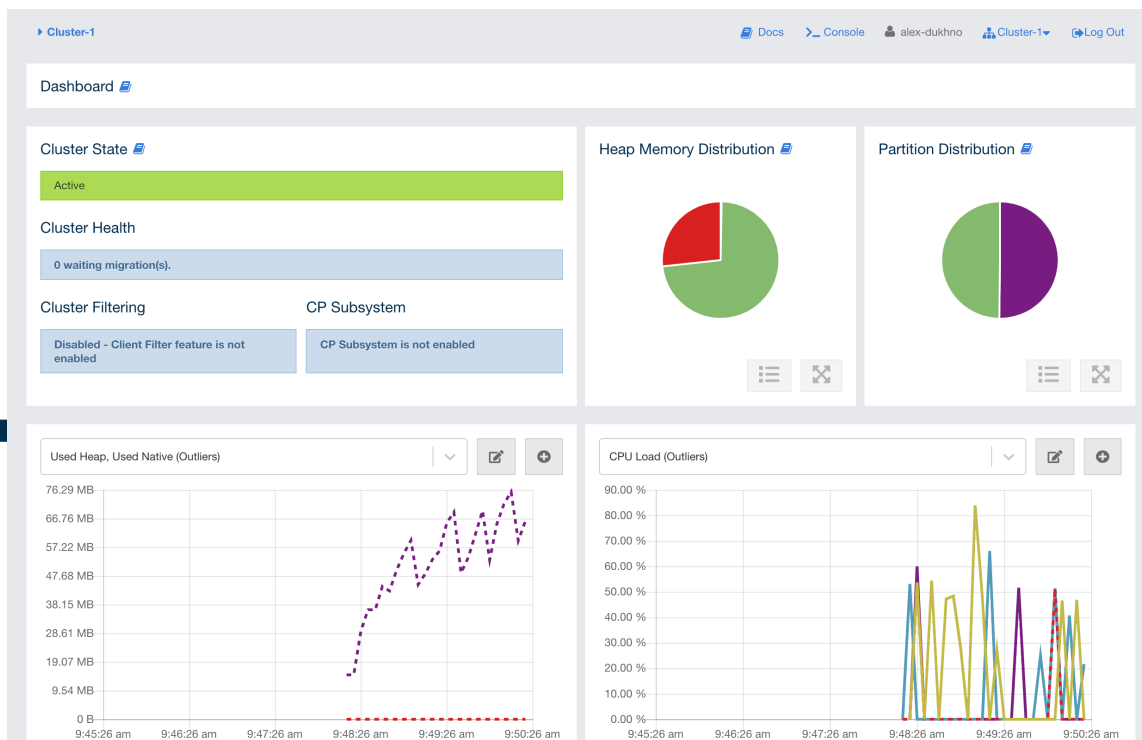 Cluster-1
Docs
Console
alex-dukhno
Cluster-1
Log Out
Dashboard
Cluster State
Active
Cluster Health
0 waiting migration(s).
Cluster Filtering
CP Subsystem
Disabled - Client Filter feature is not
enabled
CP Subsystem is not enabled
Heap Memory Distribution
Partition Distribution
Used Heap, Used Native (Outliers)
76.29 MB
66.76 MB
57.22 MB
47.68 MB
38.15 MB
28.61 MB
19.07 MB
9.54 MB
0 B
9:45:26 am
9:46:26 am
9:47:26 am
9:48:26 am
9:49:26 am
9:50:26 am
CPU Load (Outliers)
90.00 %
80.00 %
70.00 %
60.00 %
50.00 %
40.00 %
30.00 %
20.00 %
10.00 %
0.00 %
9:45:26 am
9:46:26 am
9:47:26 am
9:48:26 am
9:49:26 am
9:50:26 am